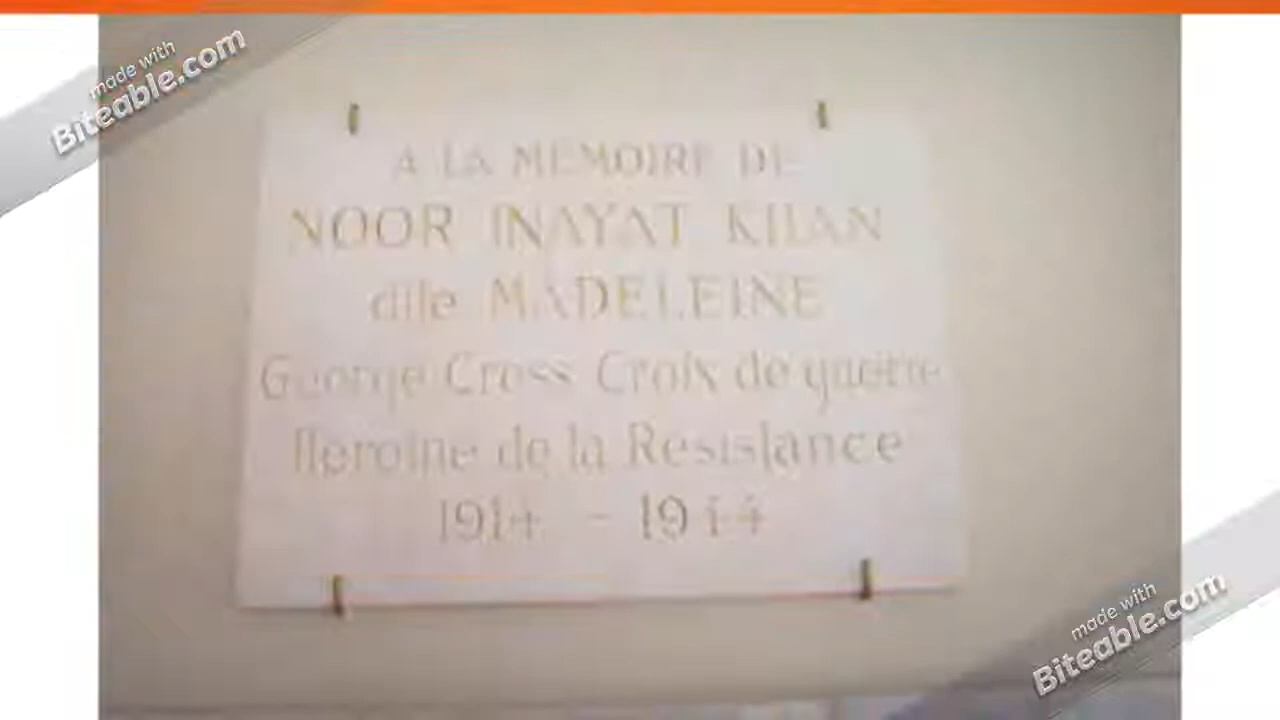 made with
Biteable.com
A LA MEMOIRE DE
NOOR INAYAT KHAN
dite MADELEINE
George Cross Croix de guerre
Heroine de la Resistance
1914 - 1944
made with
Biteable.com